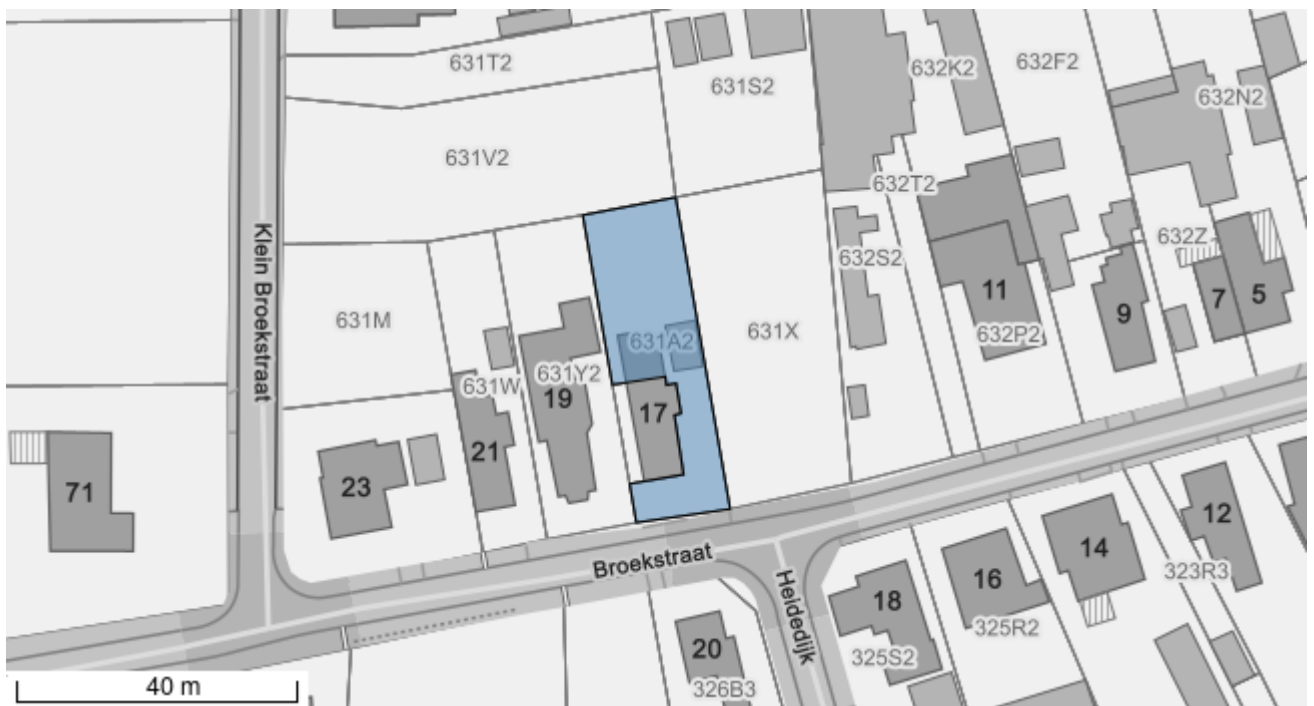 631T2
632K2
632F2
631S2
632N2
631V2
632T2
632Z
632S2
Klein Broekstraat
11
9
7
5
631M
631A2
631X
632P2
631W
631Y2
19
17
21
23
71
12
Broekstraat
14
323R3
16
Heidedijk
18
325R2
20
325S2
326B3
40 m